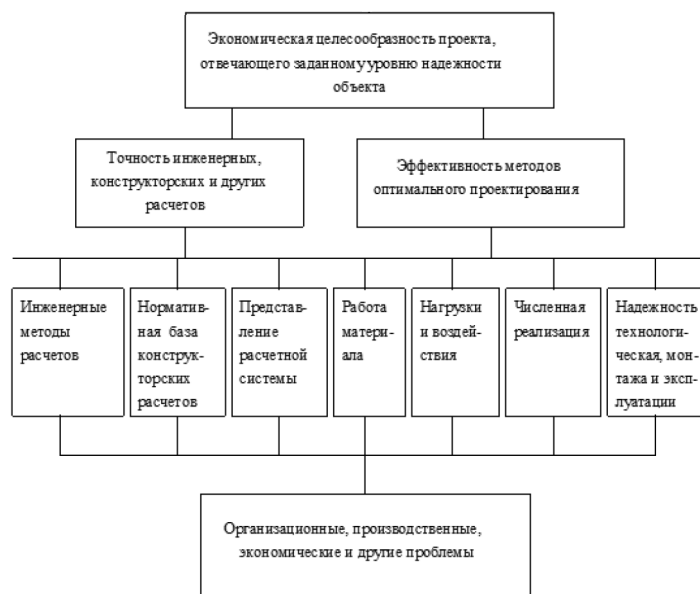 Экономическая целесообразность проекта,
отвечающего заданному уровню надежности
объекта
Точность инженерных,
конструкторских и других
расчетов
Эффективность методов
оптимального проектирования
Инженерные
методы
расчетов
Норматив-
ная база
конструк-
торских
расчетов
Представ-
ление
расчетной
системы
Работа
матери-
ала
Нагрузки
и воздей-
ствия
Численная
реализация
Надежность
технологи-
ческая, мон-
тажа и эксп-
луатации
Организационные, производственные,
экономические и другие проблемы